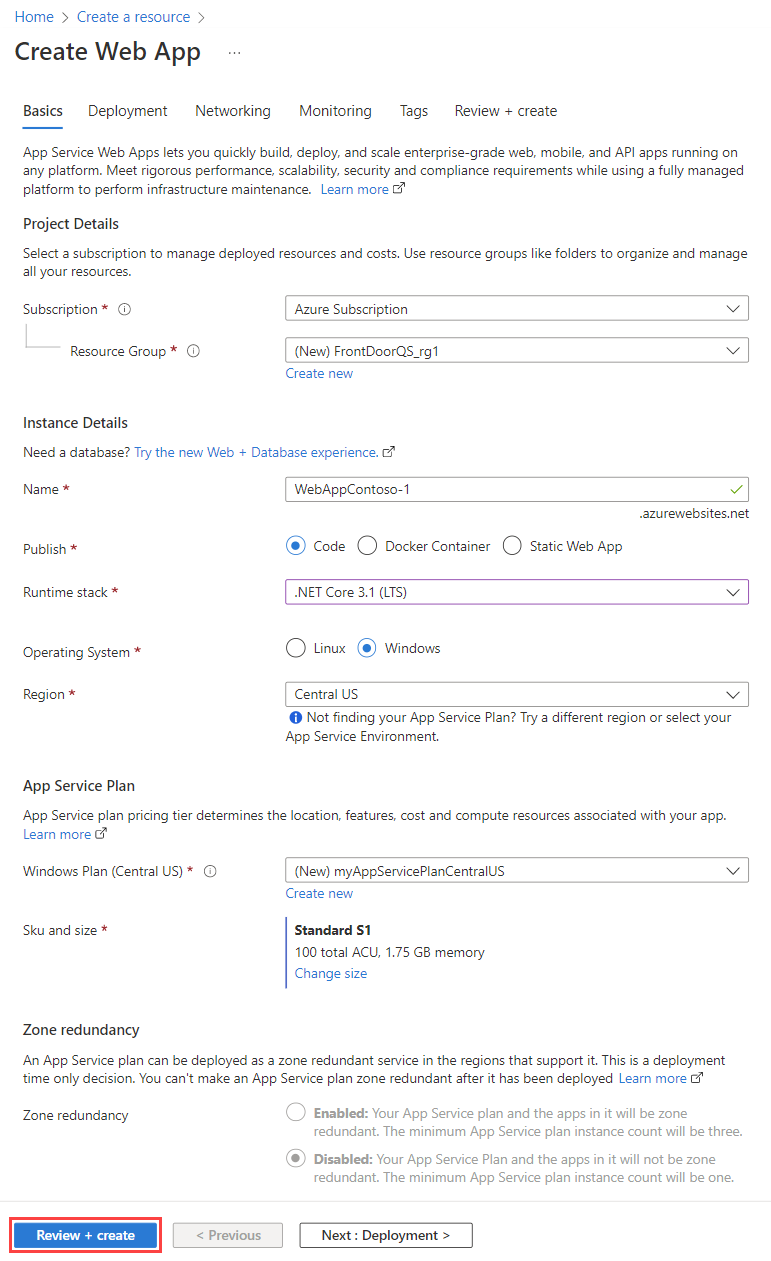 Home > Create a resource >
Create Web App ...
Basics Deployment Networking Monitoring Tags Review + create
App Service Web Apps lets you quickly build, deploy, and scale enterprise-grade web, mobile, and API apps running on
any platform. Meet rigorous performance, scalability, security and compliance requirements while using a fully managed
platform to perform infrastructure maintenance. Learn more
Project Details
Select a subscription to manage deployed resources and costs. Use resource groups like folders to organize and manage
all your resources.
Subscription * Azure Subscription
Resource Group * (New) FrontDoorQS_rg1
Create new
Instance Details
Need a database? Try the new Web + Database experience.
Name * WebAppContoso-1
.azurewebsites.net
Publish * Code Docker Container Static Web App
Runtime stack * .NET Core 3.1 (LTS)
Operating System * Linux Windows
Region * Central US
Not finding your App Service Plan? Try a different region or select your
App Service Environment.
App Service Plan
App Service plan pricing tier determines the location, features, cost and compute resources associated with your app.
Learn more
Windows Plan (Central US) * (New) myAppServicePlanCentralUS
Create new
Sku and size * Standard S1
100 total ACU, 1.75 GB memory
Change size
Zone redundancy
An App Service plan can be deployed as a zone redundant service in the regions that support it. This is a deployment
time only decision. You can't make an App Service plan zone redundant after it has been deployed Learn more
Zone redundancy Enabled: Your App Service plan and the apps in it will be zone
redundant. The minimum App Service plan instance count will be three.
Disabled: Your App Service Plan and the apps in it will not be zone
redundant. The minimum App Service plan instance count will be one.
Review + create < Previous Next : Deployment >